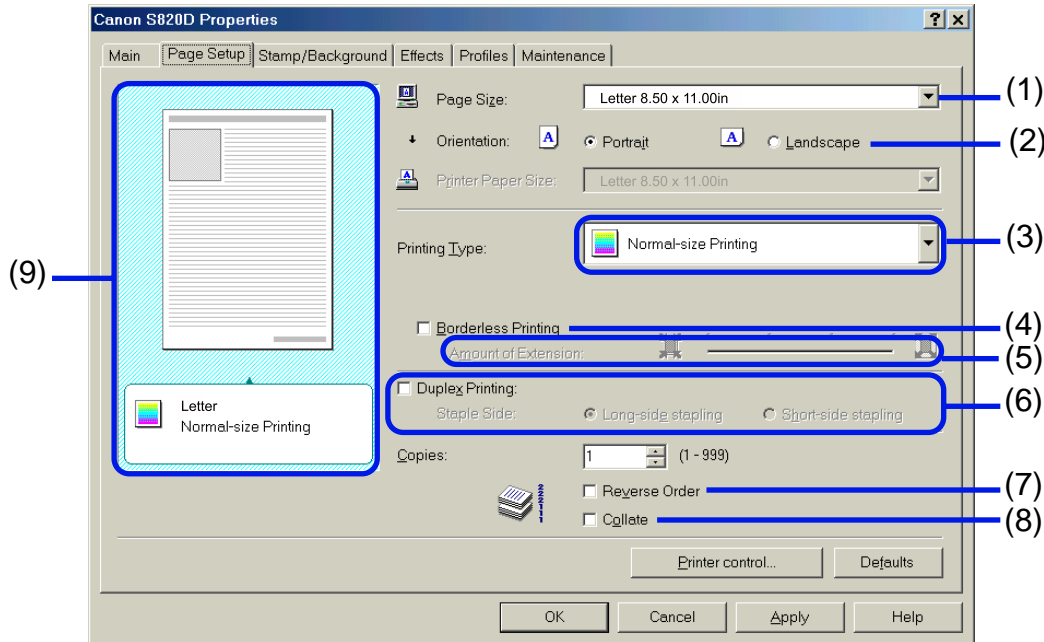 Canon S820D Properties ? x
Main Page Setup Stamp/Background Effects Profiles Maintenance
Page Size: Letter 8.50 x 11.00in (1)
Orientation: A Portrait A Landscape (2)
Printer Paper Size: Letter 8.50 x 11.00in
Printing Type: Normal-size Printing (3)
(9)
Borderless Printing (4)
Amount of Extension: (5)
Duplex Printing: (6)
Staple Side: Long-side stapling Short-side stapling
Letter
Normal-size Printing
Copies: 1 (1 - 999)
Reverse Order (7)
Collate (8)
Printer control... Defaults
OK Cancel Apply Help